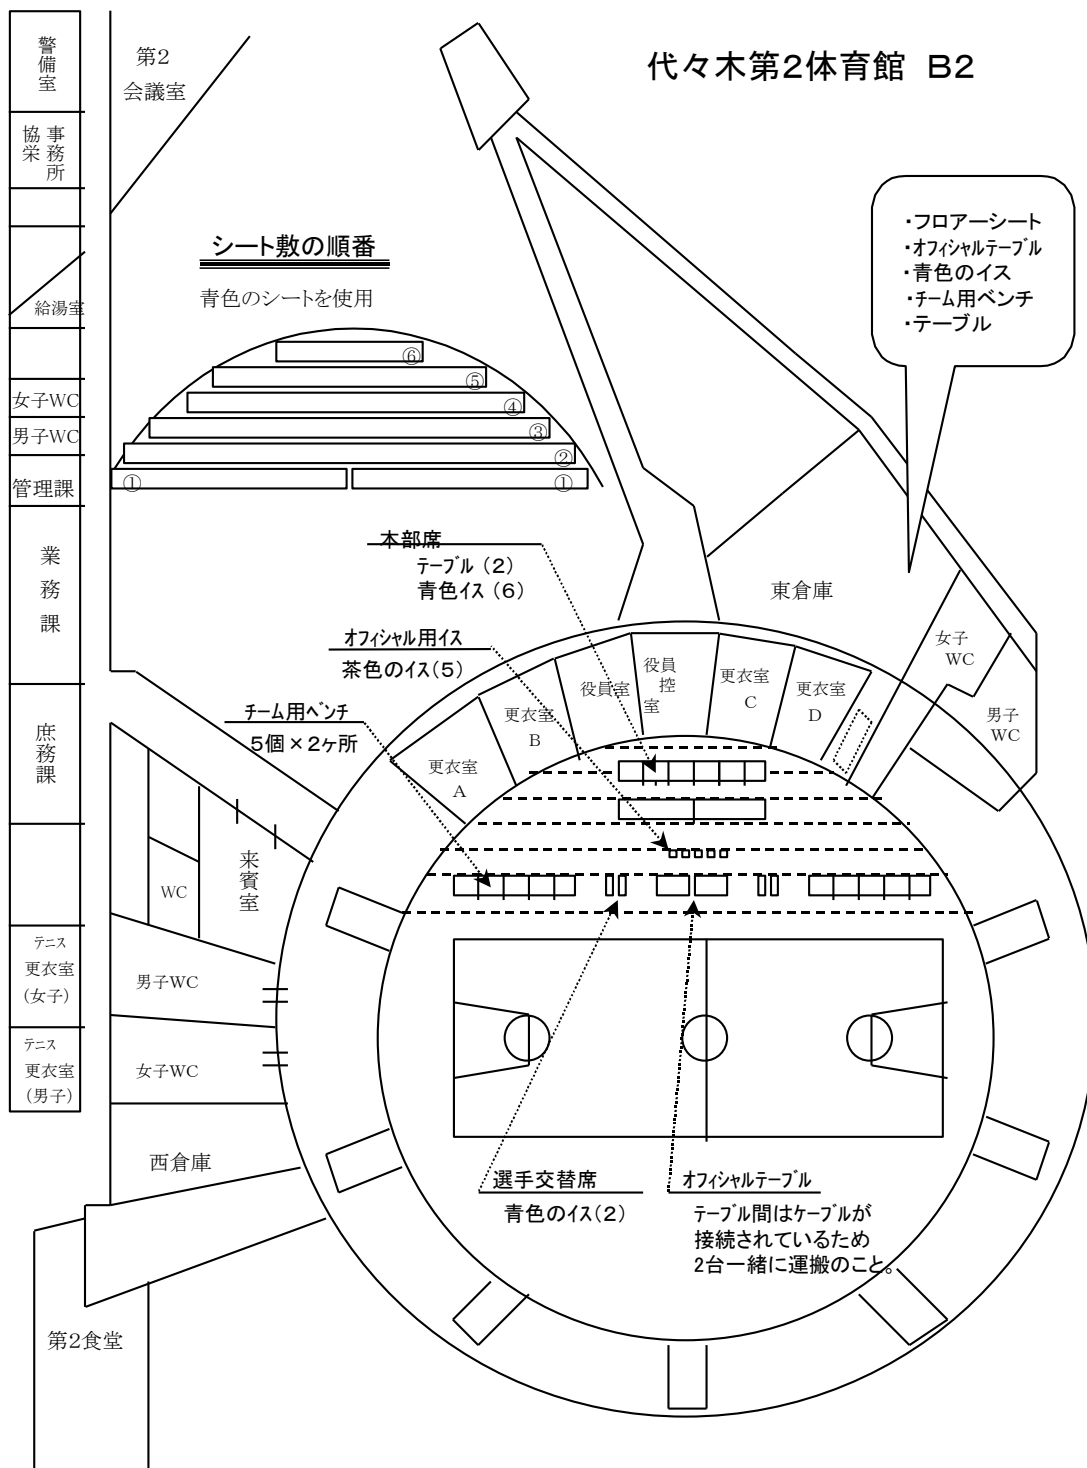 代々木第2体育館 B2
警備室
第2
会議室
協栄
事務所
給湯室
女子WC
男子WC
管理課
業務課
庶務課
テニス
更衣室
(女子)
テニス
更衣室
(男子)
シート敷の順番
青色のシートを使用
⑥
⑤
④
③
②
①
①
・フロアーシート
・オフィシャルテーブル
・青色のイス
・チーム用ベンチ
・テーブル
本部席
テーブル(2)
青色イス(6)
オフィシャル用イス
茶色のイス(5)
チーム用ベンチ
5個×2ヶ所
東倉庫
女子
WC
男子
WC
更衣室
A
更衣室
B
役員室
役員
控
室
更衣室
C
更衣室
D
来賓室
WC
男子WC
女子WC
西倉庫
第2食堂
選手交替席
青色のイス(2)
オフィシャルテーブル
テーブル間はケーブルが
接続されているため
2台一緒に運搬のこと。